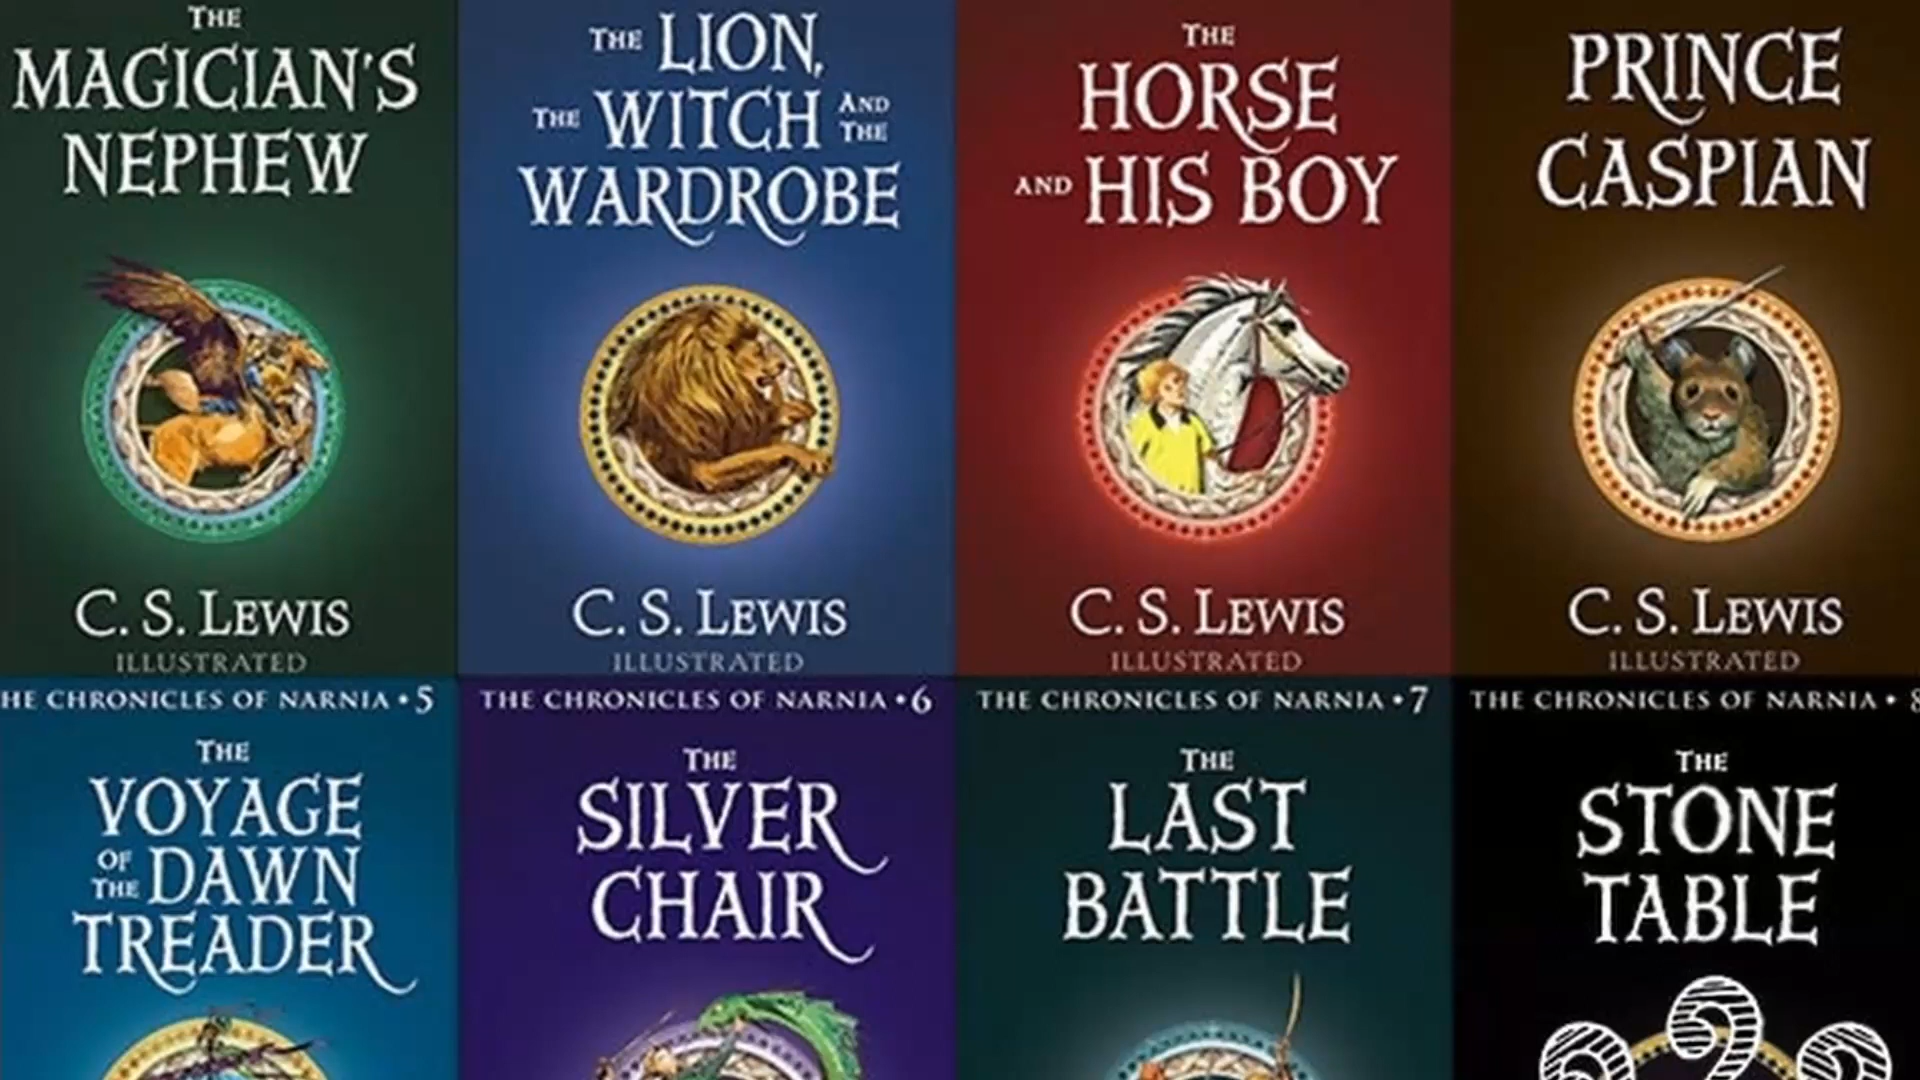 THE
MAGICIAN'S
NEPHEW
C. S. LEWIS
ILLUSTRATED
THE LION,
THE WITCH AND THE
WARDROBE
C. S. LEWIS
ILLUSTRATED
THE
HORSE
AND HIS BOY
C. S. LEWIS
ILLUSTRATED
PRINCE
CASPIAN
C. S. LEWIS
ILLUSTRATED
HE CHRONICLES OF NARNIA • 5
THE
VOYAGE
OF THE DAWN
TREADER
THE CHRONICLES OF NARNIA • 6
THE
SILVER
CHAIR
THE CHRONICLES OF NARNIA • 7
THE
LAST
BATTLE
THE CHRONICLES OF NARNIA • 8
THE
STONE
TABLE
???